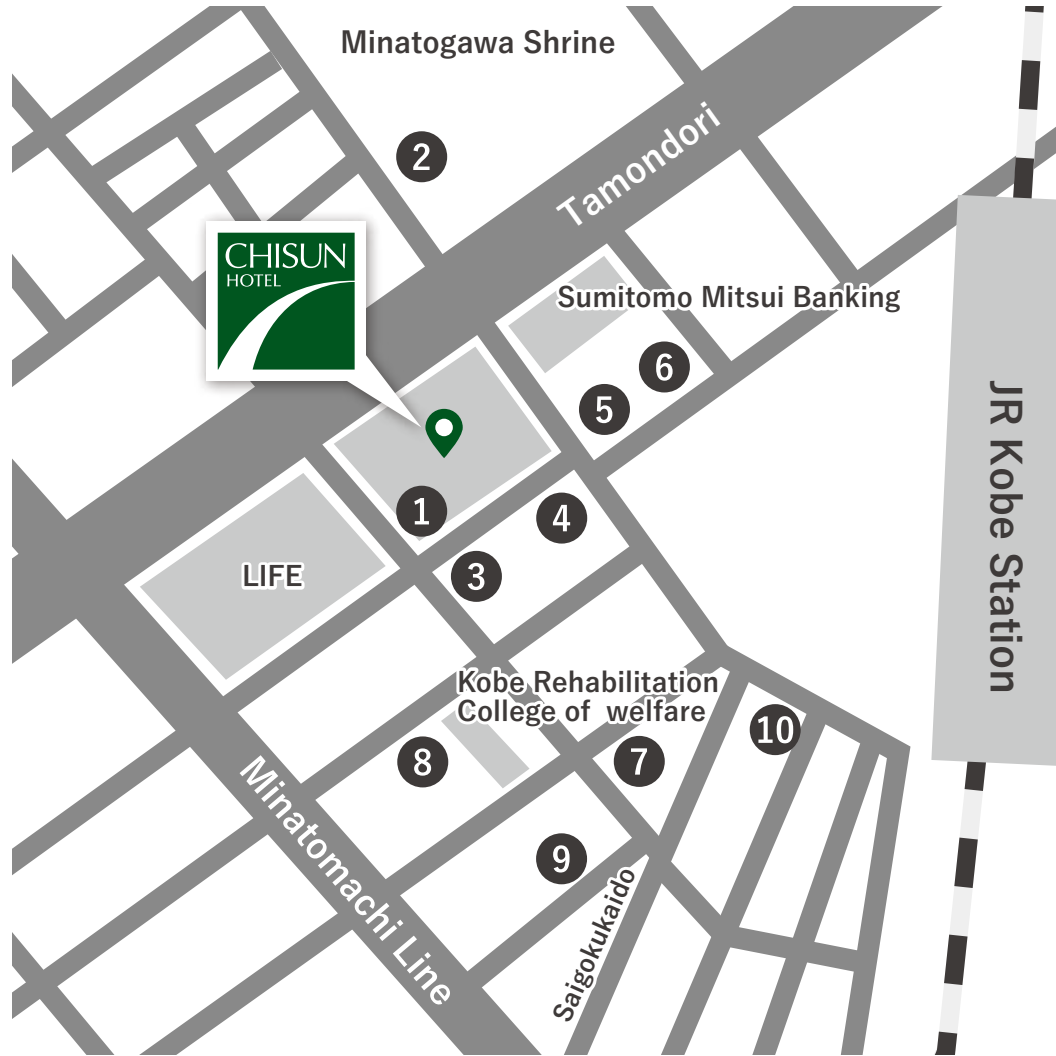 Minatogawa Shrine
2
Tamondori
CHISUN
HOTEL
Sumitomo Mitsui Banking
6
5
1
4
3
LIFE
JR Kobe Station
Kobe Rehabilitation
College of welfare
10
8
7
9
Minatomachi Line
Saigokukaido